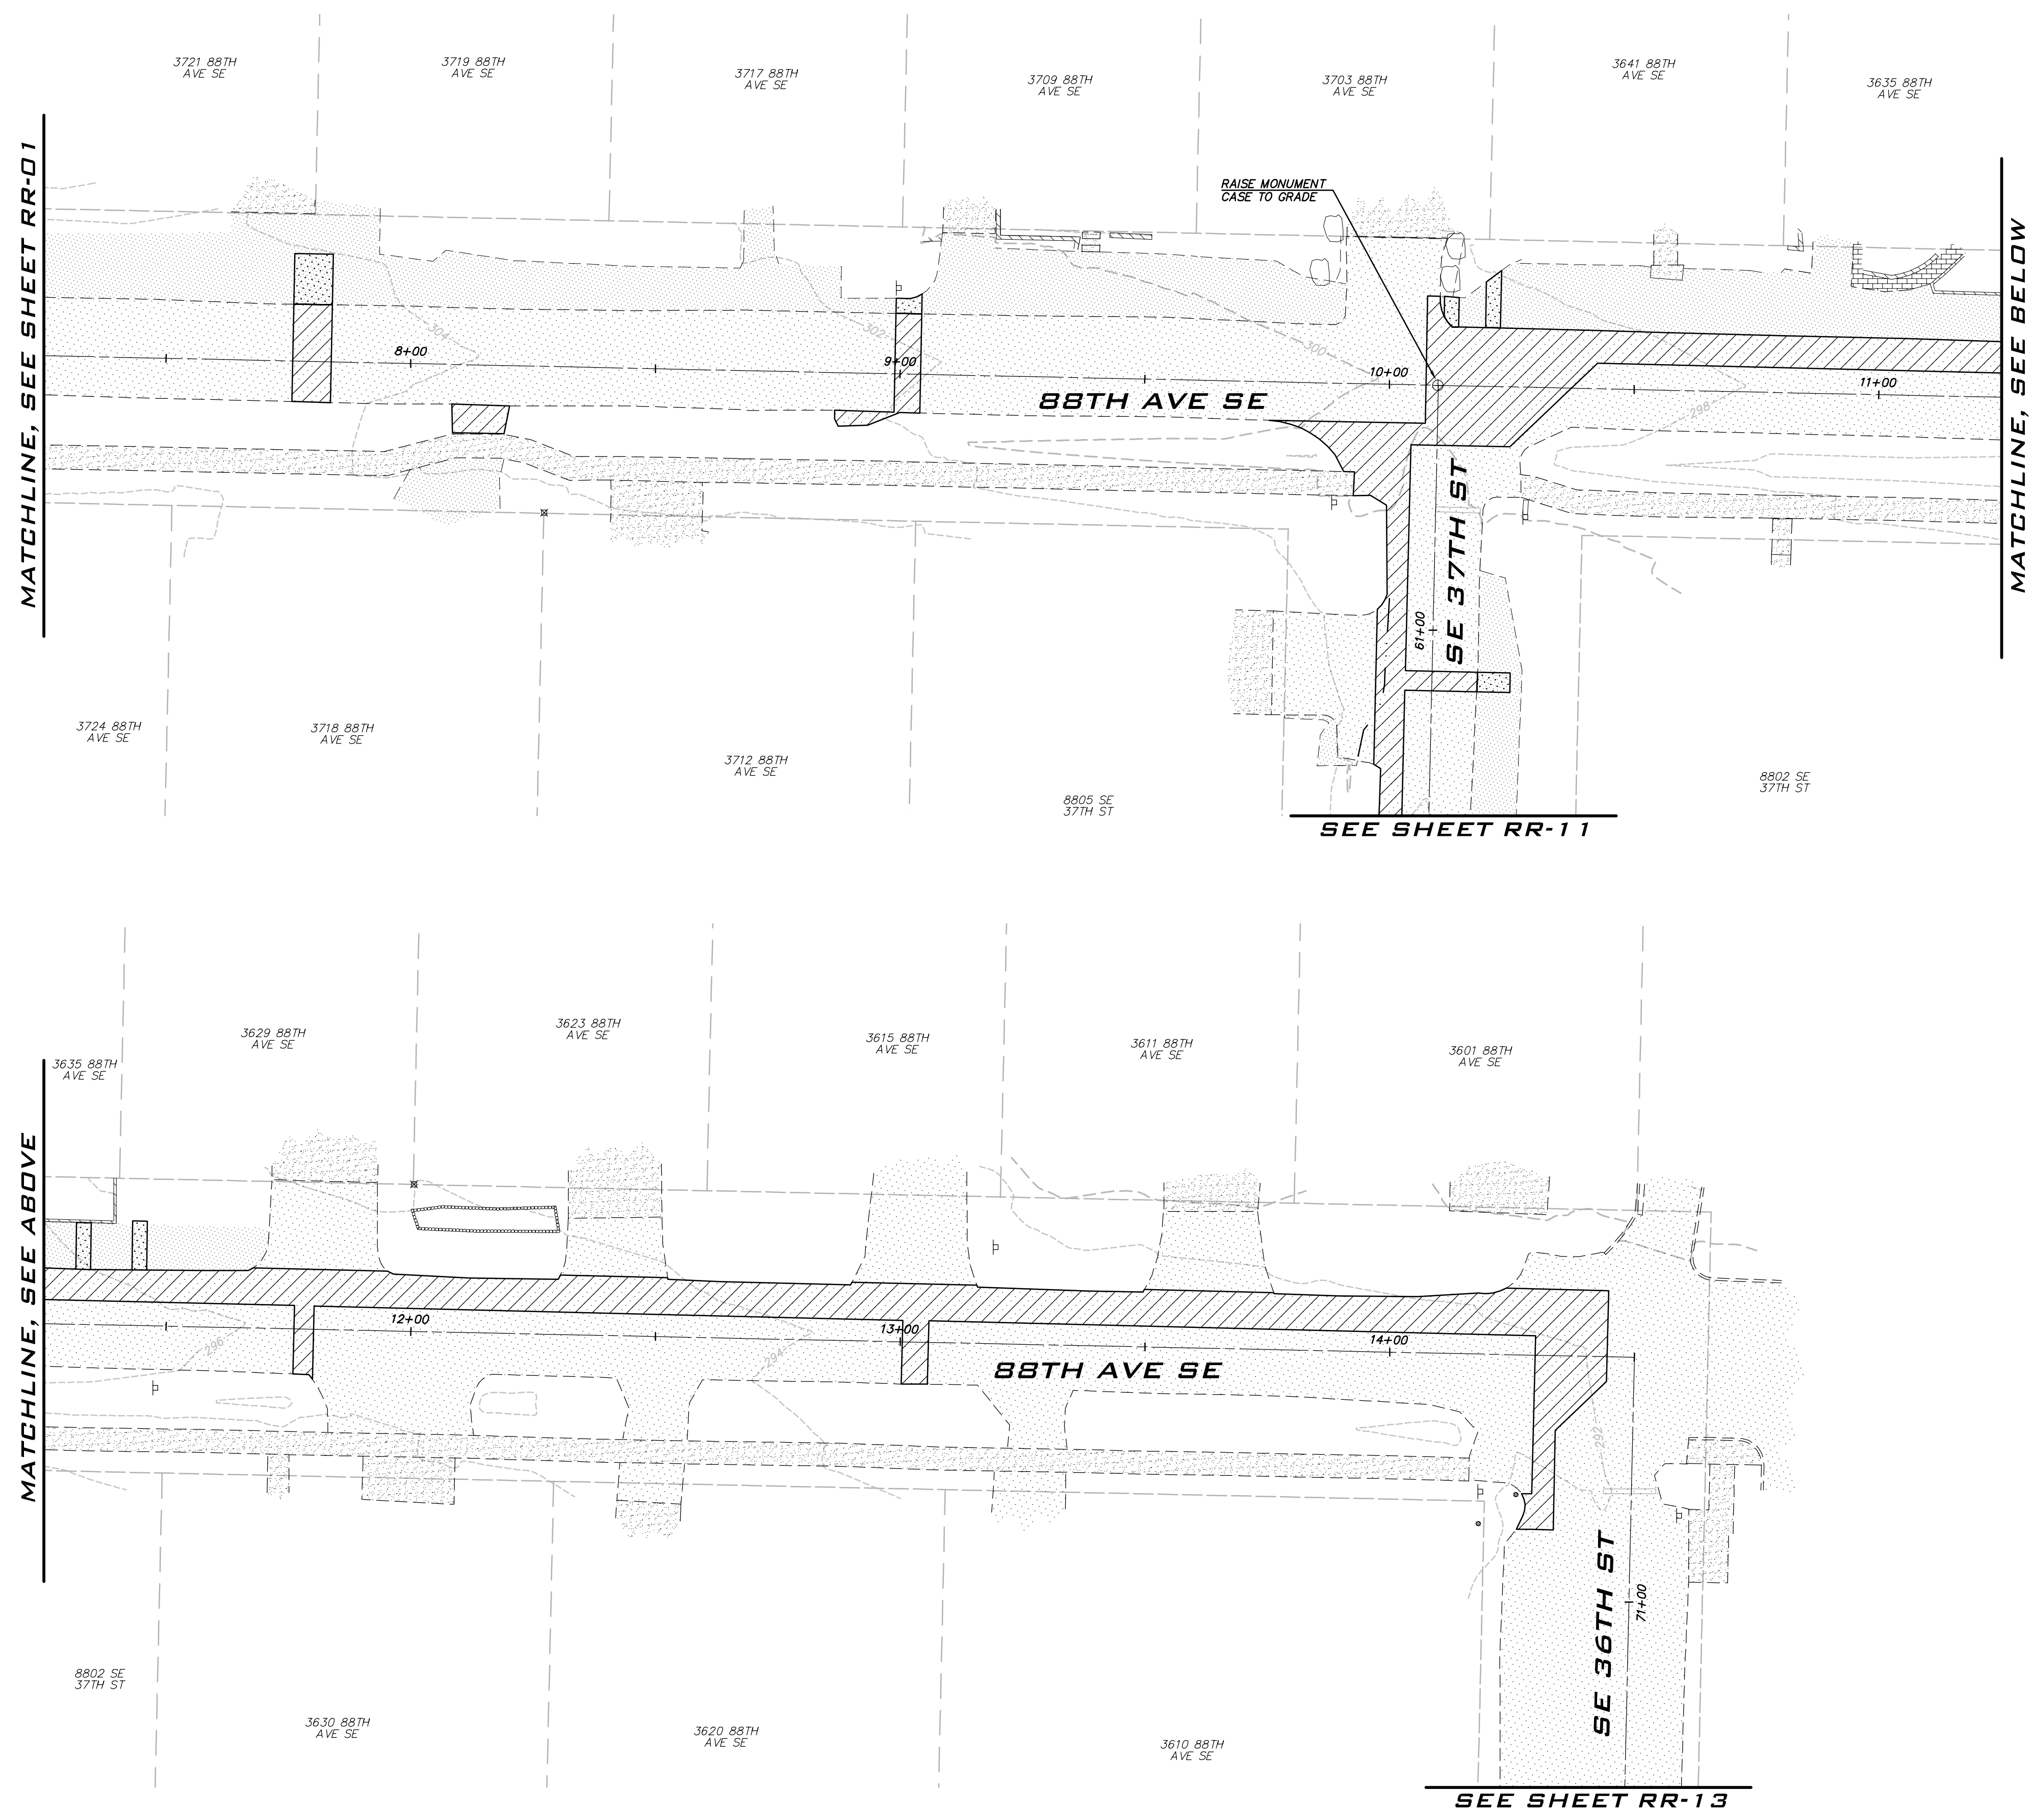 3721 88TH
AVE SE
3719 88TH
AVE SE
3717 88TH
AVE SE
3709 88TH
AVE SE
3703 88TH
AVE SE
3641 88TH
AVE SE
3635 88TH
AVE SE
MATCHLINE, SEE SHEET RR-01
RAISE MONUMENT
CASE TO GRADE
MATCHLINE, SEE BELOW
304
302
300
298
8+00
9+00
10+00
11+00
88TH AVE SE
SE 37TH ST
61+00
3724 88TH
AVE SE
3718 88TH
AVE SE
3712 88TH
AVE SE
8805 SE
37TH ST
8802 SE
37TH ST
SEE SHEET RR-11
3635 88TH
AVE SE
3629 88TH
AVE SE
3623 88TH
AVE SE
3615 88TH
AVE SE
3611 88TH
AVE SE
3601 88TH
AVE SE
MATCHLINE, SEE ABOVE
12+00
13+00
14+00
296
294
292
88TH AVE SE
SE 36TH ST
71+00
8802 SE
37TH ST
3630 88TH
AVE SE
3620 88TH
AVE SE
3610 88TH
AVE SE
SEE SHEET RR-13